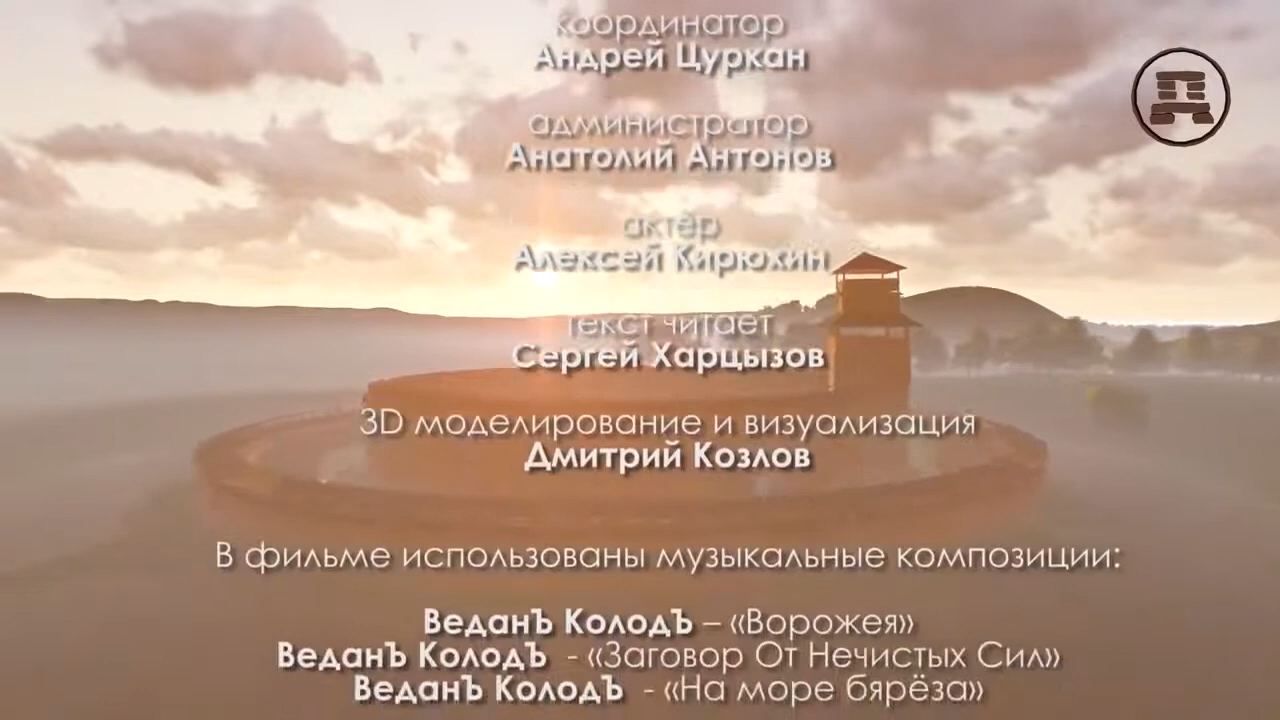 координатор
Андрей Цуркан
администратор
Анатолий Антонов
актёр
Алексей Кирюхин
текст читает
Сергей Харцызов
3D моделирование и визуализация
Дмитрий Козлов
В фильме использованы музыкальные композиции:
ВеданЪ КолодЪ – «Ворожея»
ВеданЪ КолодЪ - «Заговор От Нечистых Сил»
ВеданЪ КолодЪ - «На море бярёза»